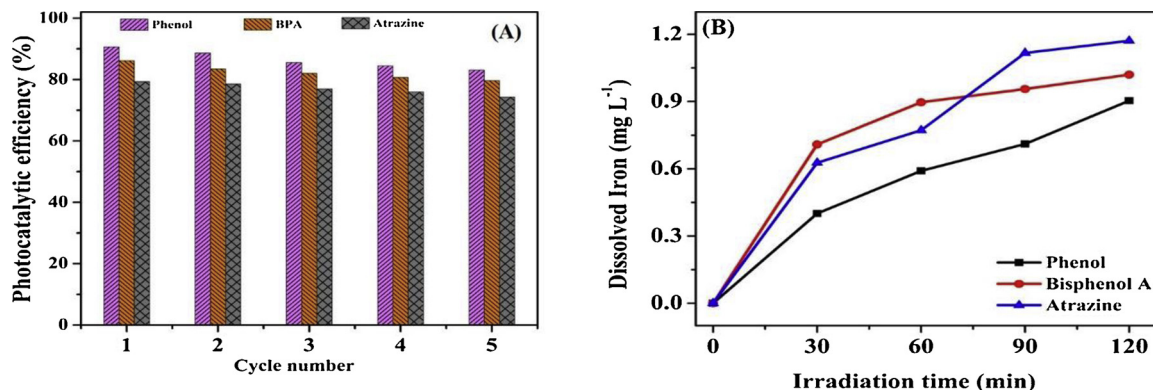 Photocatalytic efficiency (%)
100
80
60
40
20
0
Phenol BPA Atrazine (A)
1 2 3 4 5
Cycle number
Dissolved Iron (mg L⁻¹)
1.2
0.9
0.6
0.3
0.0
(B)
Phenol
Bisphenol A
Atrazine
0 30 60 90 120
Irradiation time (min)